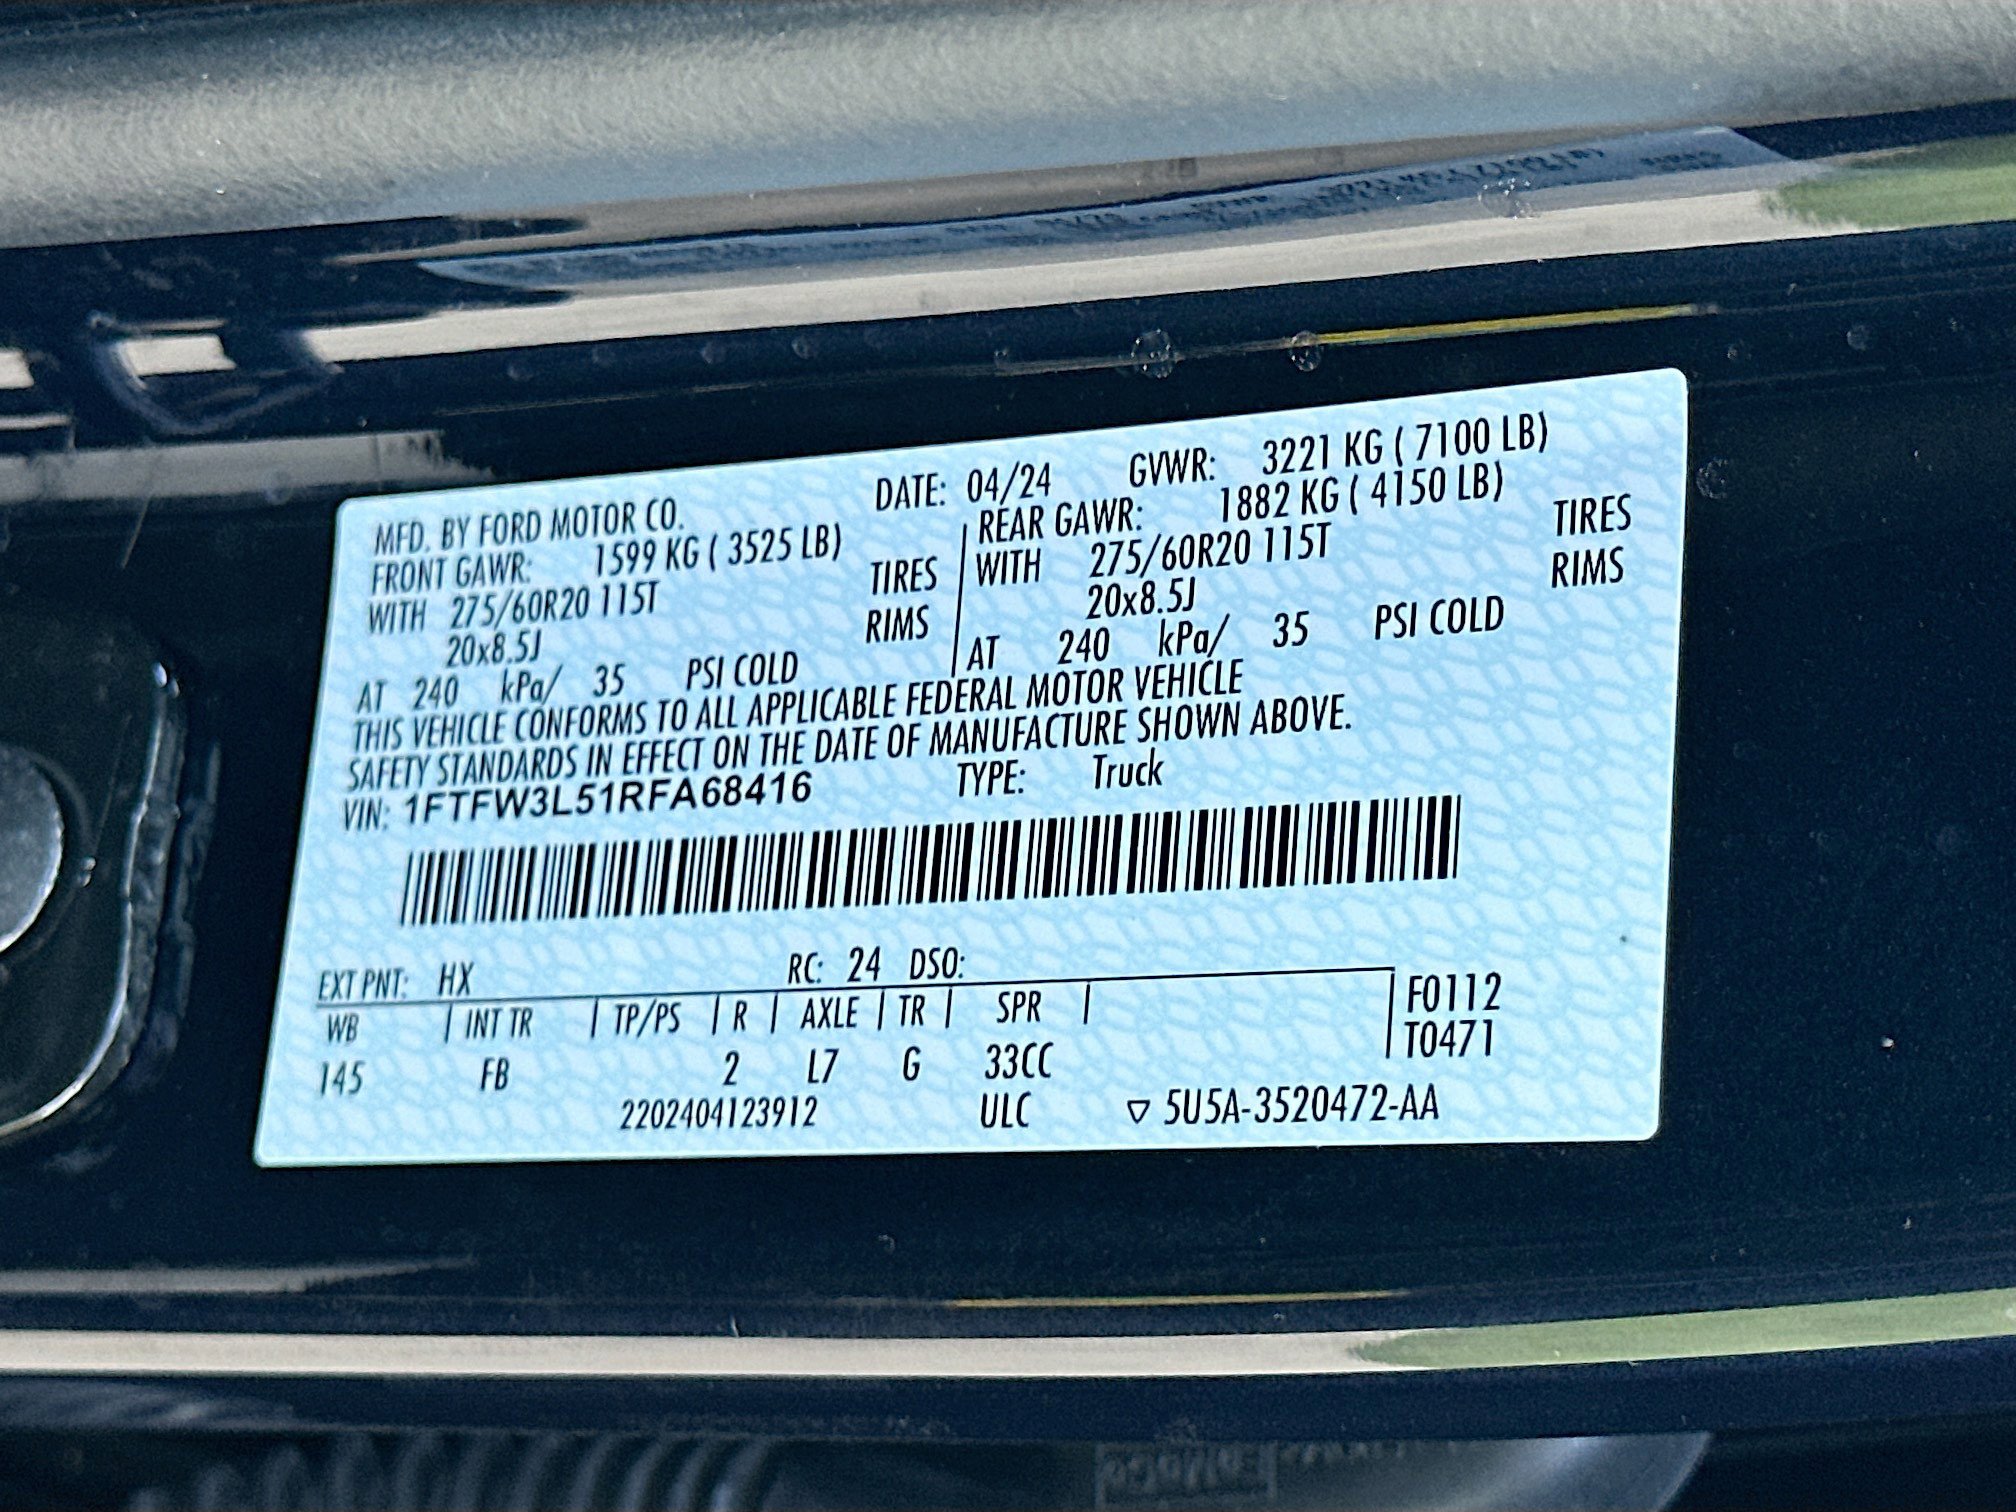 MFD. BY FORD MOTOR CO. DATE: 04/24 GVWR: 3221 KG ( 7100 LB)
FRONT GAWR: 1599 KG ( 3525 LB)
WITH 275/60R20 115T TIRES
20x8.5J RIMS
AT 240 kPa/ 35 PSI COLD
REAR GAWR: 1882 KG ( 4150 LB)
WITH 275/60R20 115T TIRES
20x8.5J RIMS
AT 240 kPa/ 35 PSI COLD
THIS VEHICLE CONFORMS TO ALL APPLICABLE FEDERAL MOTOR VEHICLE
SAFETY STANDARDS IN EFFECT ON THE DATE OF MANUFACTURE SHOWN ABOVE.
VIN: 1FTFW3L51RFA68416 TYPE: Truck
EXT PNT: HX RC: 24 DSO:
WB | INT TR | TP/PS | R | AXLE | TR | SPR | F0112
T0471
145 FB 2 L7 G 33CC
2202404123912 ULC ▽ 5U5A-3520472-AA